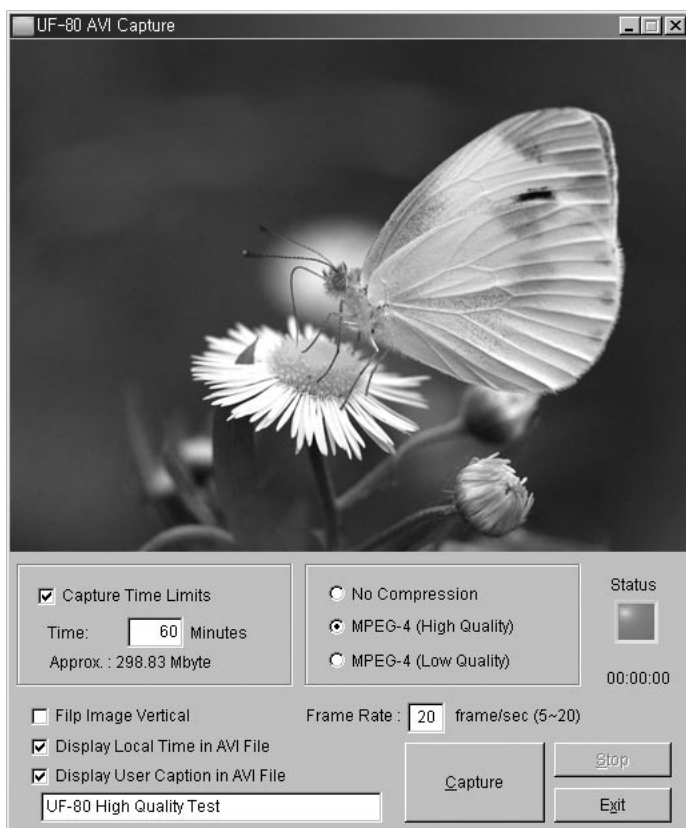 UF-80 AVI Capture
Capture Time Limits
Time: 60 Minutes
Approx. : 298.83 Mbyte
No Compression
MPEG-4 (High Quality)
MPEG-4 (Low Quality)
Status
00:00:00
Filp Image Vertical
Frame Rate : 20 frame/sec (5~20)
Display Local Time in AVI File
Display User Caption in AVI File
UF-80 High Quality Test
Capture
Stop
Exit